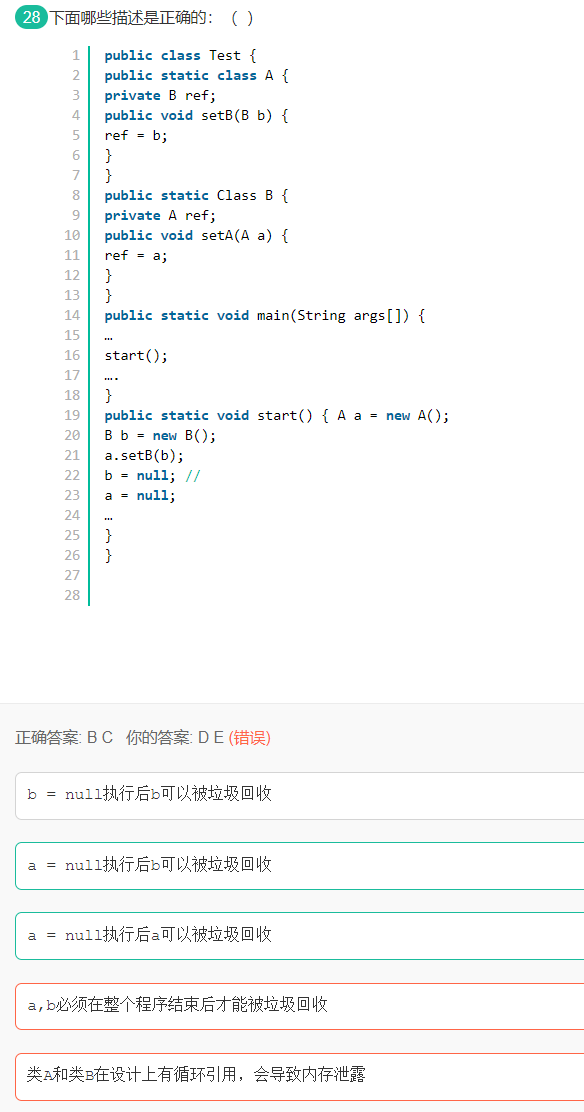 28 下面哪些描述是正确的：（ ）
1 public class Test {
2 public static class A {
3 private B ref;
4 public void setB(B b) {
5 ref = b;
6 }
7 }
8 public static Class B {
9 private A ref;
10 public void setA(A a) {
11 ref = a;
12 }
13 }
14 public static void main(String args[]) {
15 …
16 start();
17 ….
18 }
19 public static void start() { A a = new A();
20 B b = new B();
21 a.setB(b);
22 b = null; //
23 a = null;
24 …
25 }
26 }
27
28
正确答案: B C 你的答案: D E (错误)
b = null执行后b可以被垃圾回收
a = null执行后b可以被垃圾回收
a = null执行后a可以被垃圾回收
a,b必须在整个程序结束后才能被垃圾回收
类A和类B在设计上有循环引用，会导致内存泄露